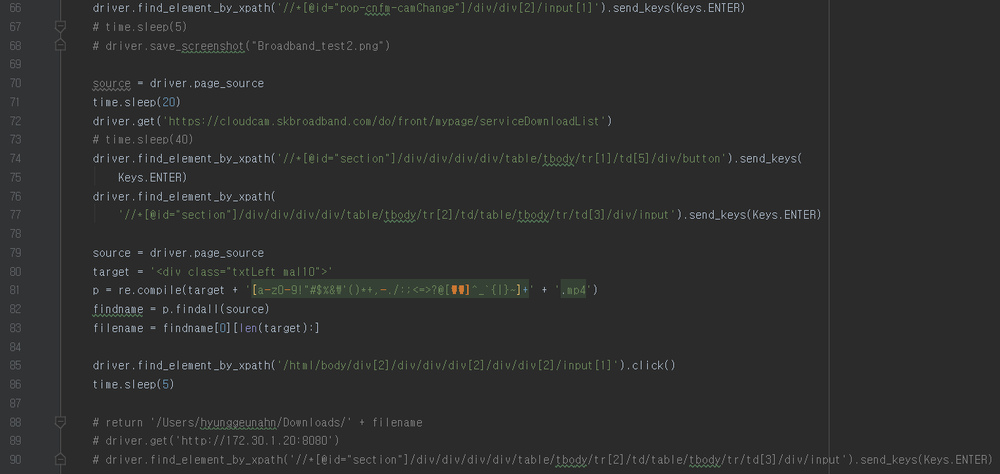 66 driver.find_element_by_xpath('//*[@id="pop-cnfm-camChange"]/div/div[2]/input[1]').send_keys(Keys.ENTER)
67 # time.sleep(5)
68 # driver.save_screenshot("Broadband_test2.png")
69
70 source = driver.page_source
71 time.sleep(20)
72 driver.get('https://cloudcam.skbroadband.com/do/front/mypage/serviceDownloadList')
73 # time.sleep(40)
74 driver.find_element_by_xpath('//*[@id="section"]/div/div/div/div/table/tbody/tr[1]/td[5]/div/button').send_keys(
75 Keys.ENTER)
76 driver.find_element_by_xpath(
77 '//*[@id="section"]/div/div/div/div/table/tbody/tr[2]/td/table/tbody/tr/td[3]/div/input').send_keys(Keys.ENTER)
78
79 source = driver.page_source
80 target = '<div class="txtLeft mal10">'
81 p = re.compile(target + '[a-z0-9!"#$%&₩'()*+,-./:;<=>?@[₩₩]^_`{|}~]+' + '.mp4')
82 findname = p.findall(source)
83 filename = findname[0][len(target):]
84
85 driver.find_element_by_xpath('/html/body/div[2]/div/div/div[2]/div/div[2]/input[1]').click()
86 time.sleep(5)
87
88 # return '/Users/hyunggeunahn/Downloads/' + filename
89 # driver.get('http://172.30.1.20:8080')
90 # driver.find_element_by_xpath('//*[@id="section"]/div/div/div/div/table/tbody/tr[2]/td/table/tbody/tr/td[3]/div/input').send_keys(Keys.ENTER)